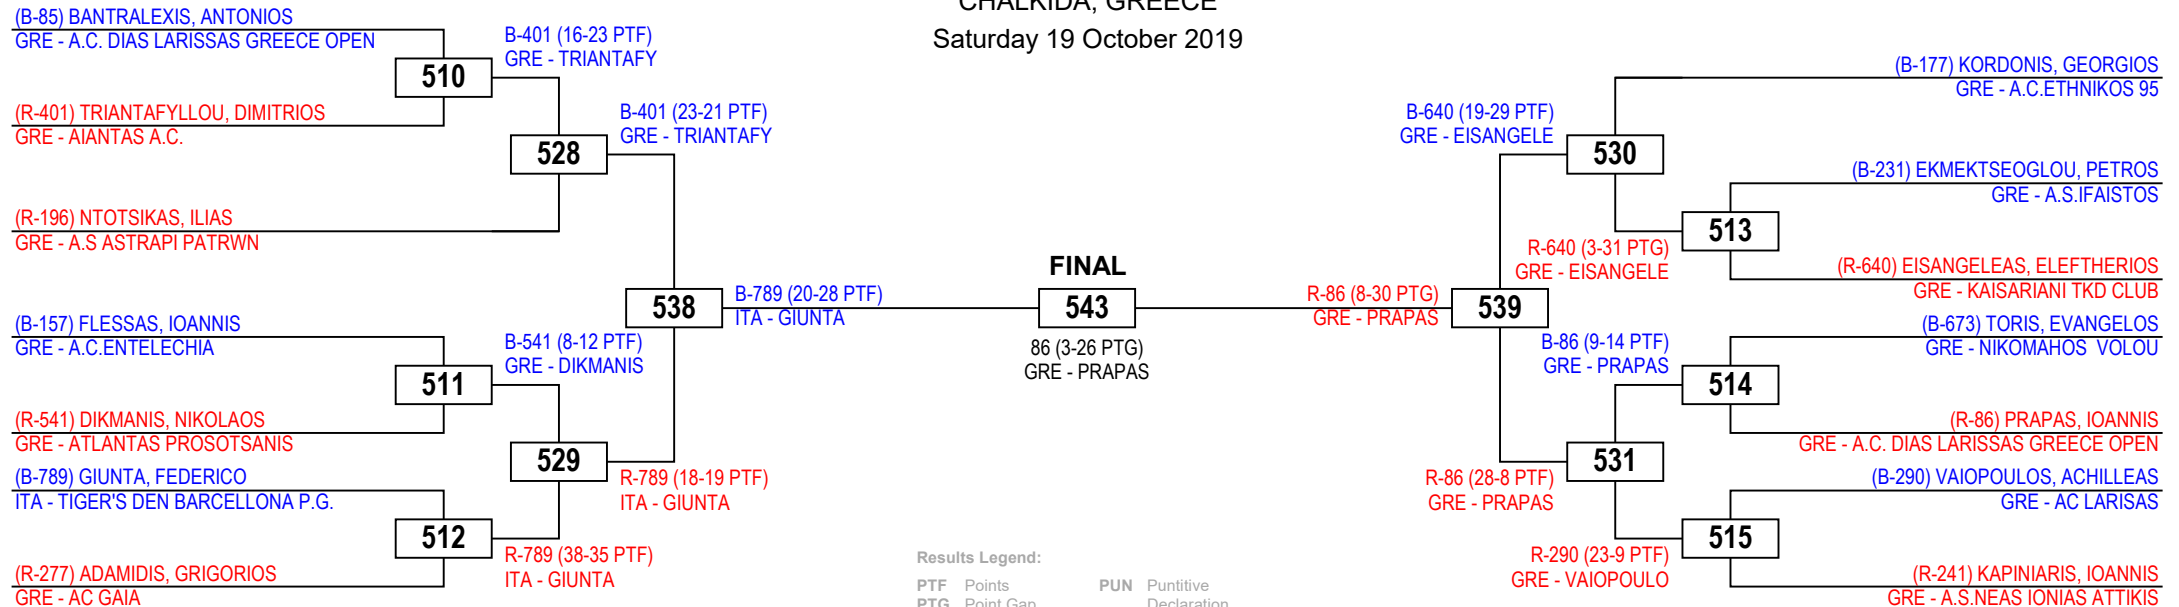 CHALKIDA, GREECE
Saturday 19 October 2019
(B-85) BANTRALEXIS, ANTONIOS
GRE - A.C. DIAS LARISSAS GREECE OPEN
510
(R-401) TRIANTAFYLLOU, DIMITRIOS
GRE - AIANTAS A.C.
B-401 (16-23 PTF)
GRE - TRIANTAFY
528
(R-196) NTOTSIKAS, ILIAS
GRE - A.S ASTRAPI PATRWN
B-401 (23-21 PTF)
GRE - TRIANTAFY
538
(B-157) FLESSAS, IOANNIS
GRE - A.C.ENTELECHIA
511
(R-541) DIKMANIS, NIKOLAOS
GRE - ATLANTAS PROSOTSANIS
B-541 (8-12 PTF)
GRE - DIKMANIS
529
(B-789) GIUNTA, FEDERICO
ITA - TIGER'S DEN BARCELLONA P.G.
512
(R-277) ADAMIDIS, GRIGORIOS
GRE - AC GAIA
R-789 (38-35 PTF)
ITA - GIUNTA
R-789 (18-19 PTF)
ITA - GIUNTA
B-789 (20-28 PTF)
ITA - GIUNTA
FINAL
543
86 (3-26 PTG)
GRE - PRAPAS
R-86 (8-30 PTG)
GRE - PRAPAS
539
B-640 (19-29 PTF)
GRE - EISANGELE
530
(B-177) KORDONIS, GEORGIOS
GRE - A.C.ETHNIKOS 95
(B-231) EKMEKTSEOGLOU, PETROS
GRE - A.S.IFAISTOS
513
R-640 (3-31 PTG)
GRE - EISANGELE
(R-640) EISANGELEAS, ELEFTHERIOS
GRE - KAISARIANI TKD CLUB
(B-673) TORIS, EVANGELOS
GRE - NIKOMAHOS VOLOU
B-86 (9-14 PTF)
GRE - PRAPAS
514
(R-86) PRAPAS, IOANNIS
GRE - A.C. DIAS LARISSAS GREECE OPEN
531
R-86 (28-8 PTF)
GRE - PRAPAS
(B-290) VAIOPOULOS, ACHILLEAS
GRE - AC LARISAS
515
R-290 (23-9 PTF)
GRE - VAIOPOULO
(R-241) KAPINIARIS, IOANNIS
GRE - A.S.NEAS IONIAS ATTIKIS
Results Legend:
PTF Points PUN Puntitive
PTG Point Gap Declaration